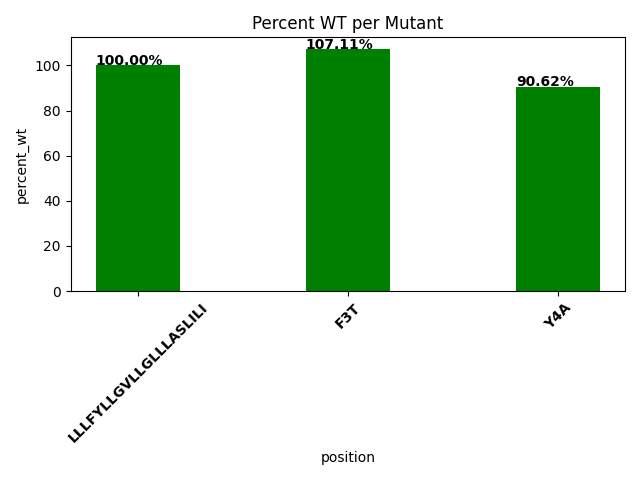 Percent WT per Mutant
100.00%
107.11%
90.62%
percent_wt
100
80
60
40
20
0
LLLFYLLGVLLGLLLASLILI
F3T
Y4A
position